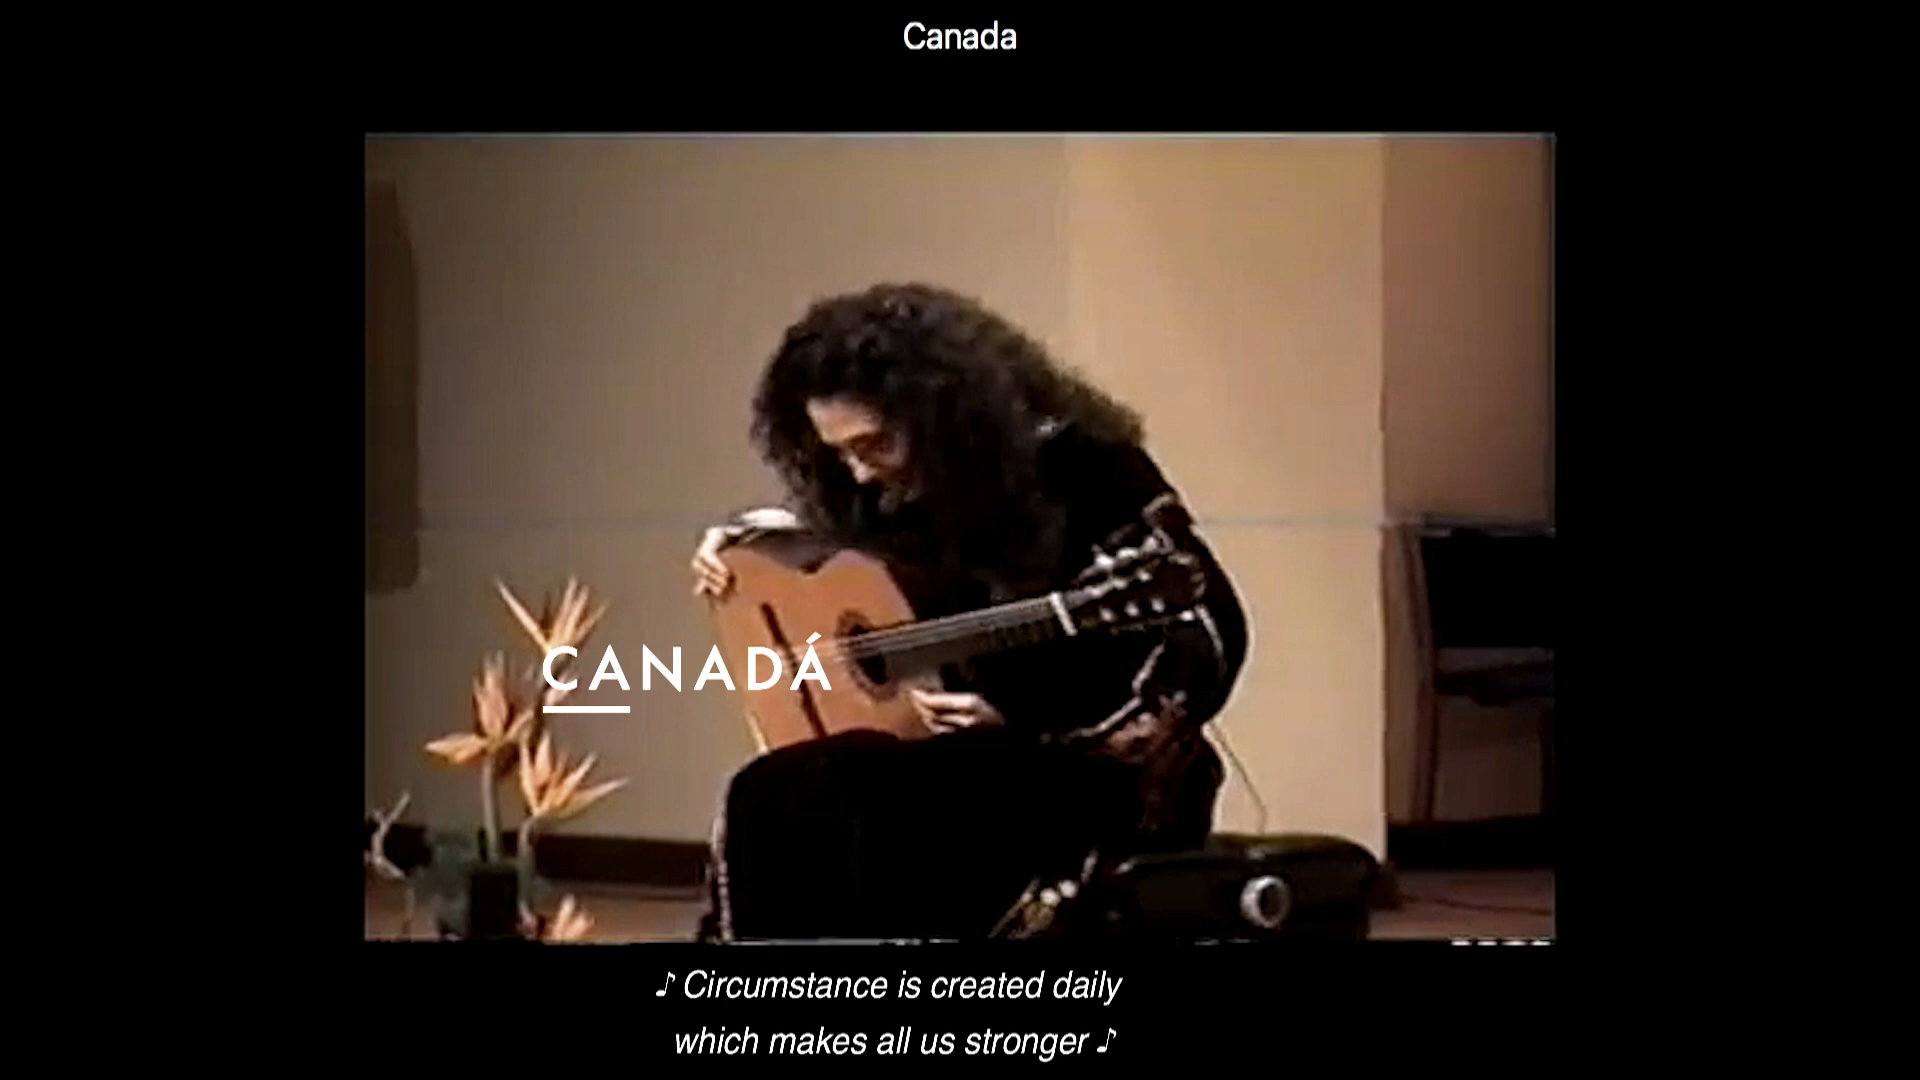 Canada
CANADÁ
♪ Circumstance is created daily
which makes all us stronger ♪